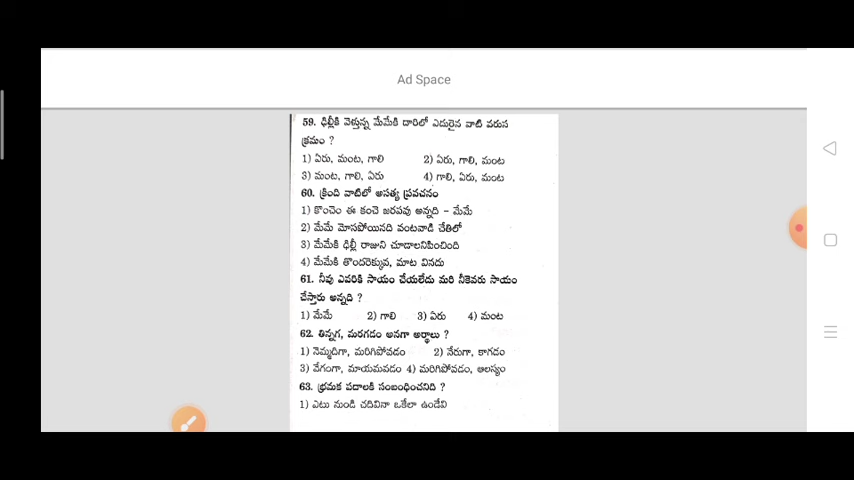 Ad Space
59. ఢిల్లీకి వెళ్తున్న మేమేకి దారిలో ఎదురైన వాటి వరుస
క్రమం ?
1) ఏరు, మంట, గాలి 2) ఏరు, గాలి, మంట
3) మంట, గాలి, ఏరు 4) గాలి, ఏరు, మంట
60. క్రింది వాటిలో అసత్య ప్రవచనం
1) కొంచెం ఈ కంచె జరపవు అన్నది - మేమే
2) మేమే మోసపోయినది వంటవాడి చేతిలో
3) మేమేకి ఢిల్లీ రాజుని చూడాలనిపించింది
4) మేమేకి తొందరెక్కువ, మాట వినదు
61. నీవు ఎవరికి సాయం చేయలేదు మరి నీకెవరు సాయం
చేస్తారు అన్నది ?
1) మేమే 2) గాలి 3) ఏరు 4) మంట
62. తిన్నగ, మరగడం అనగా అర్థాలు ?
1) నెమ్మదిగా, మరిగిపోవడం 2) నేరుగా, కాగడం
3) వేగంగా, మాయమవడం 4) మరిగిపోవడం, ఆలస్యం
63. భ్రమక పదాలకి సంబంధించనిది ?
1) ఎటు నుండి చదివినా ఒకేలా ఉండేవి